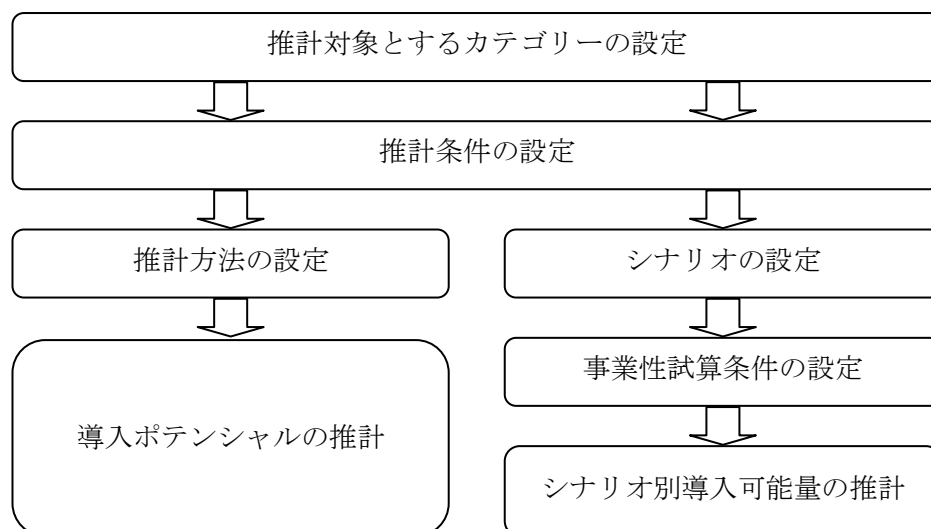 推計対象とするカテゴリーの設定
推計条件の設定
推計方法の設定
シナリオの設定
導入ポテンシャルの推計
事業性試算条件の設定
シナリオ別導入可能量の推計